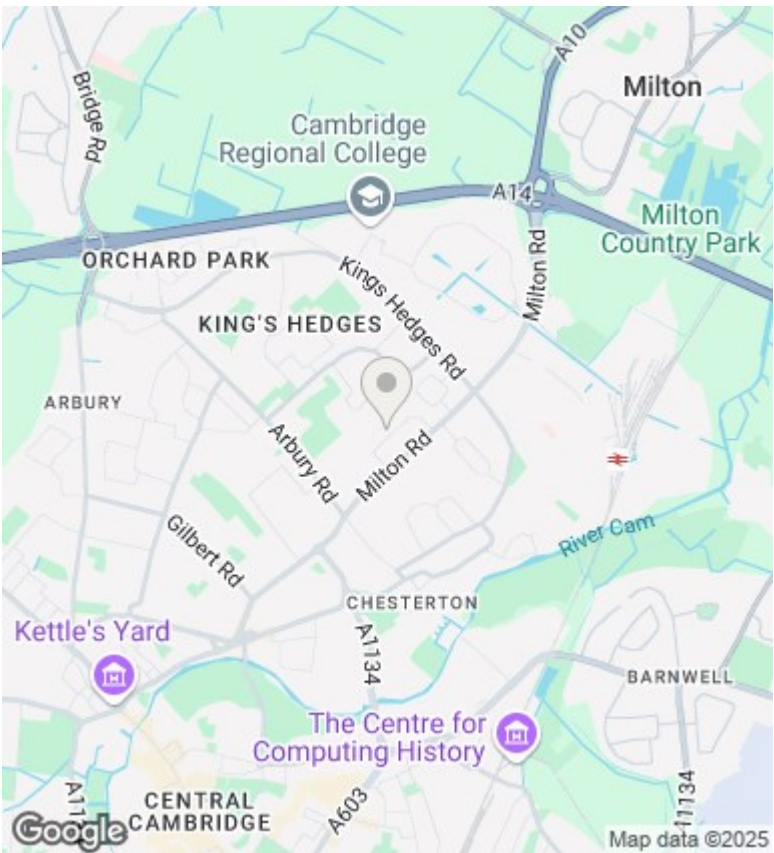 A10
Milton
Bridge Rd
Cambridge
Regional College
A14
Milton
Country Park
ORCHARD PARK
Milton Rd
Kings Hedges Rd
KING'S HEDGES
ARBURY
Arbury Rd
Milton Rd
River Cam
Gilbert Rd
CHESTERTON
Kettle's Yard
A1134
BARNWELL
The Centre for
Computing History
CENTRAL
CAMBRIDGE
A603
Google
Map data ©2025